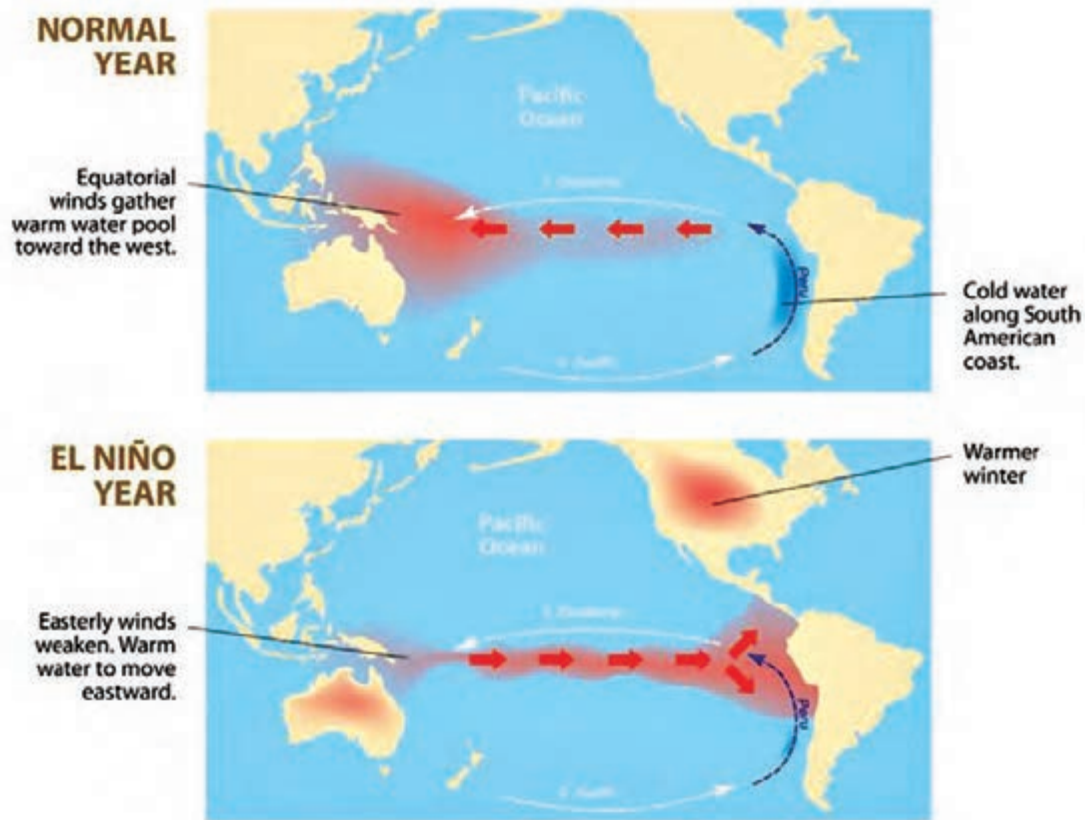 NORMAL
YEAR
Pacific
Ocean
Equatorial
winds gather
warm water pool
toward the west.
Peru
Cold water
along South
American
coast.
EL NIÑO
YEAR
Warmer
winter
Pacific
Ocean
Easterly winds
weaken. Warm
water to move
eastward.
Peru